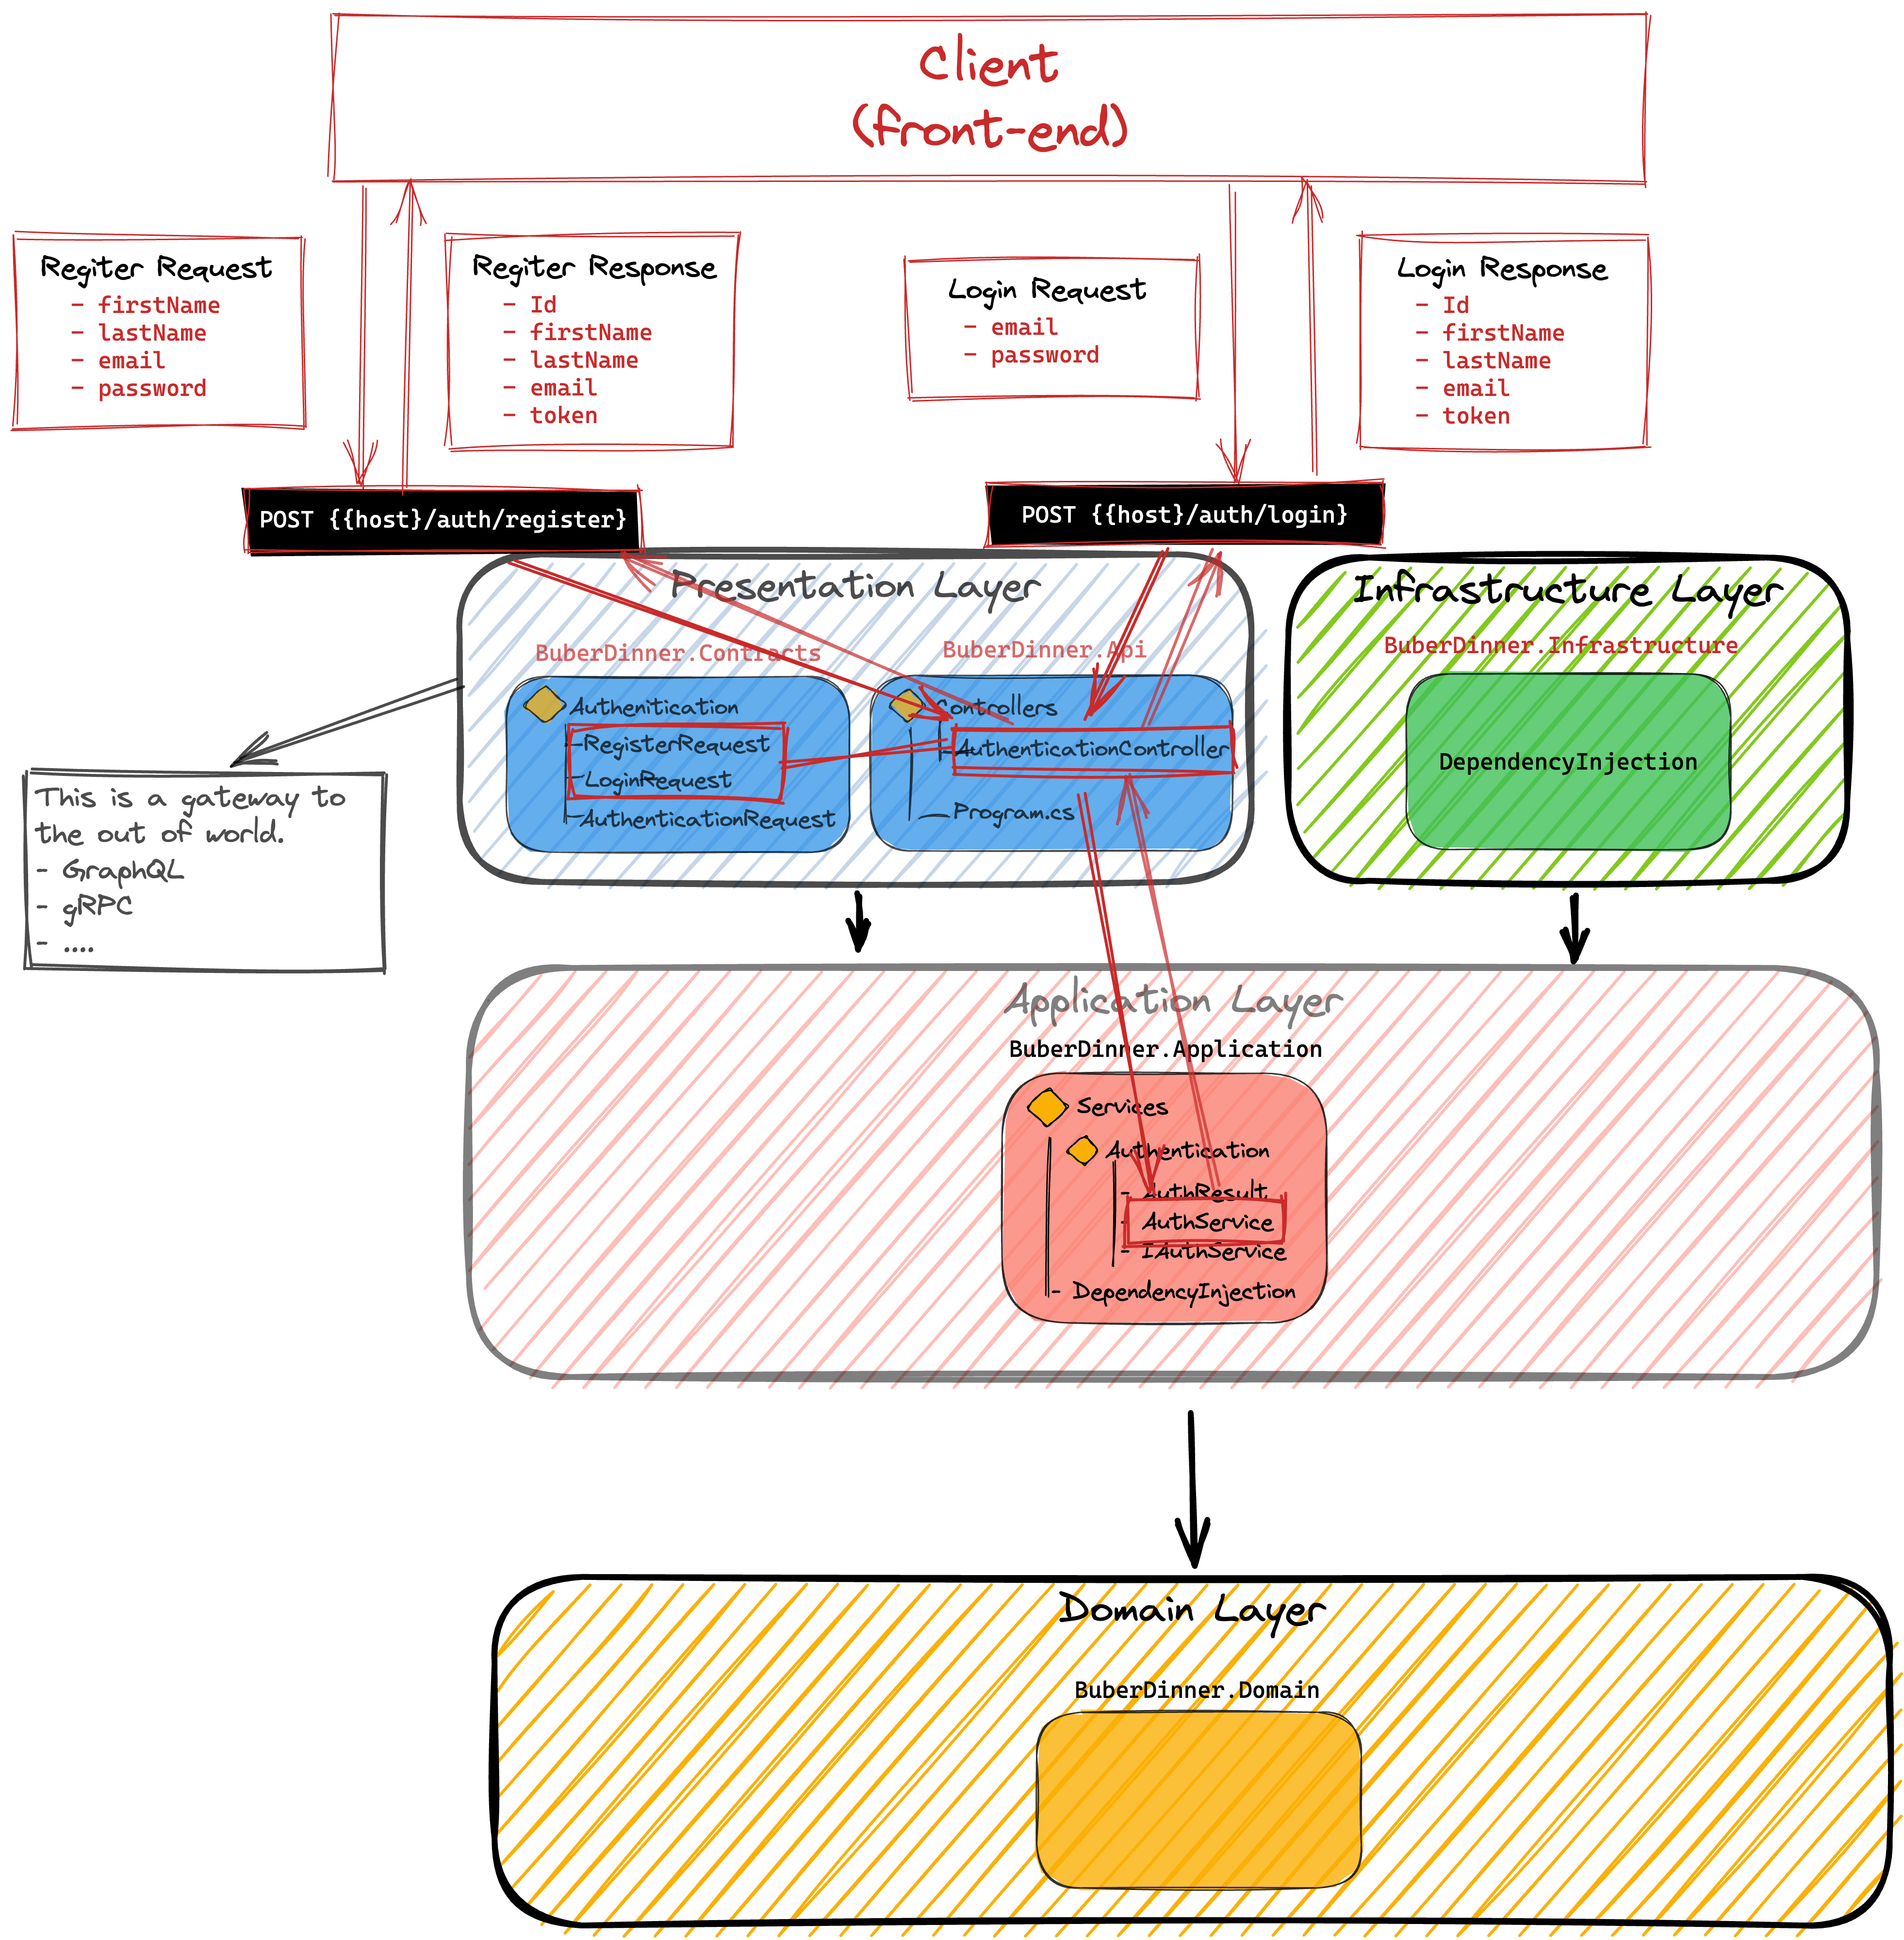 Client
(front-end)
Regiter Request
- firstName
- lastName
- email
- password
Regiter Response
- Id
- firstName
- lastName
- email
- token
Login Request
- email
- password
Login Response
- Id
- firstName
- lastName
- email
- token
POST {{host}/auth/register}
POST {{host}/auth/login}
Presentation Layer
BuberDinner.Contracts
Authenitication
-RegisterRequest
-LoginRequest
-AuthenticationRequest
BuberDinner.Api
Controllers
- AuthenticationController
Program.cs
Infrastructure Layer
BuberDinner.Infrastructure
DependencyInjection
This is a gateway to
the out of world.
- GraphQL
- gRPC
- ....
Application Layer
BuberDinner.Application
Services
Authentication
- AuthResult
- AuthService
- IAuthService
- DependencyInjection
Domain Layer
BuberDinner.Domain